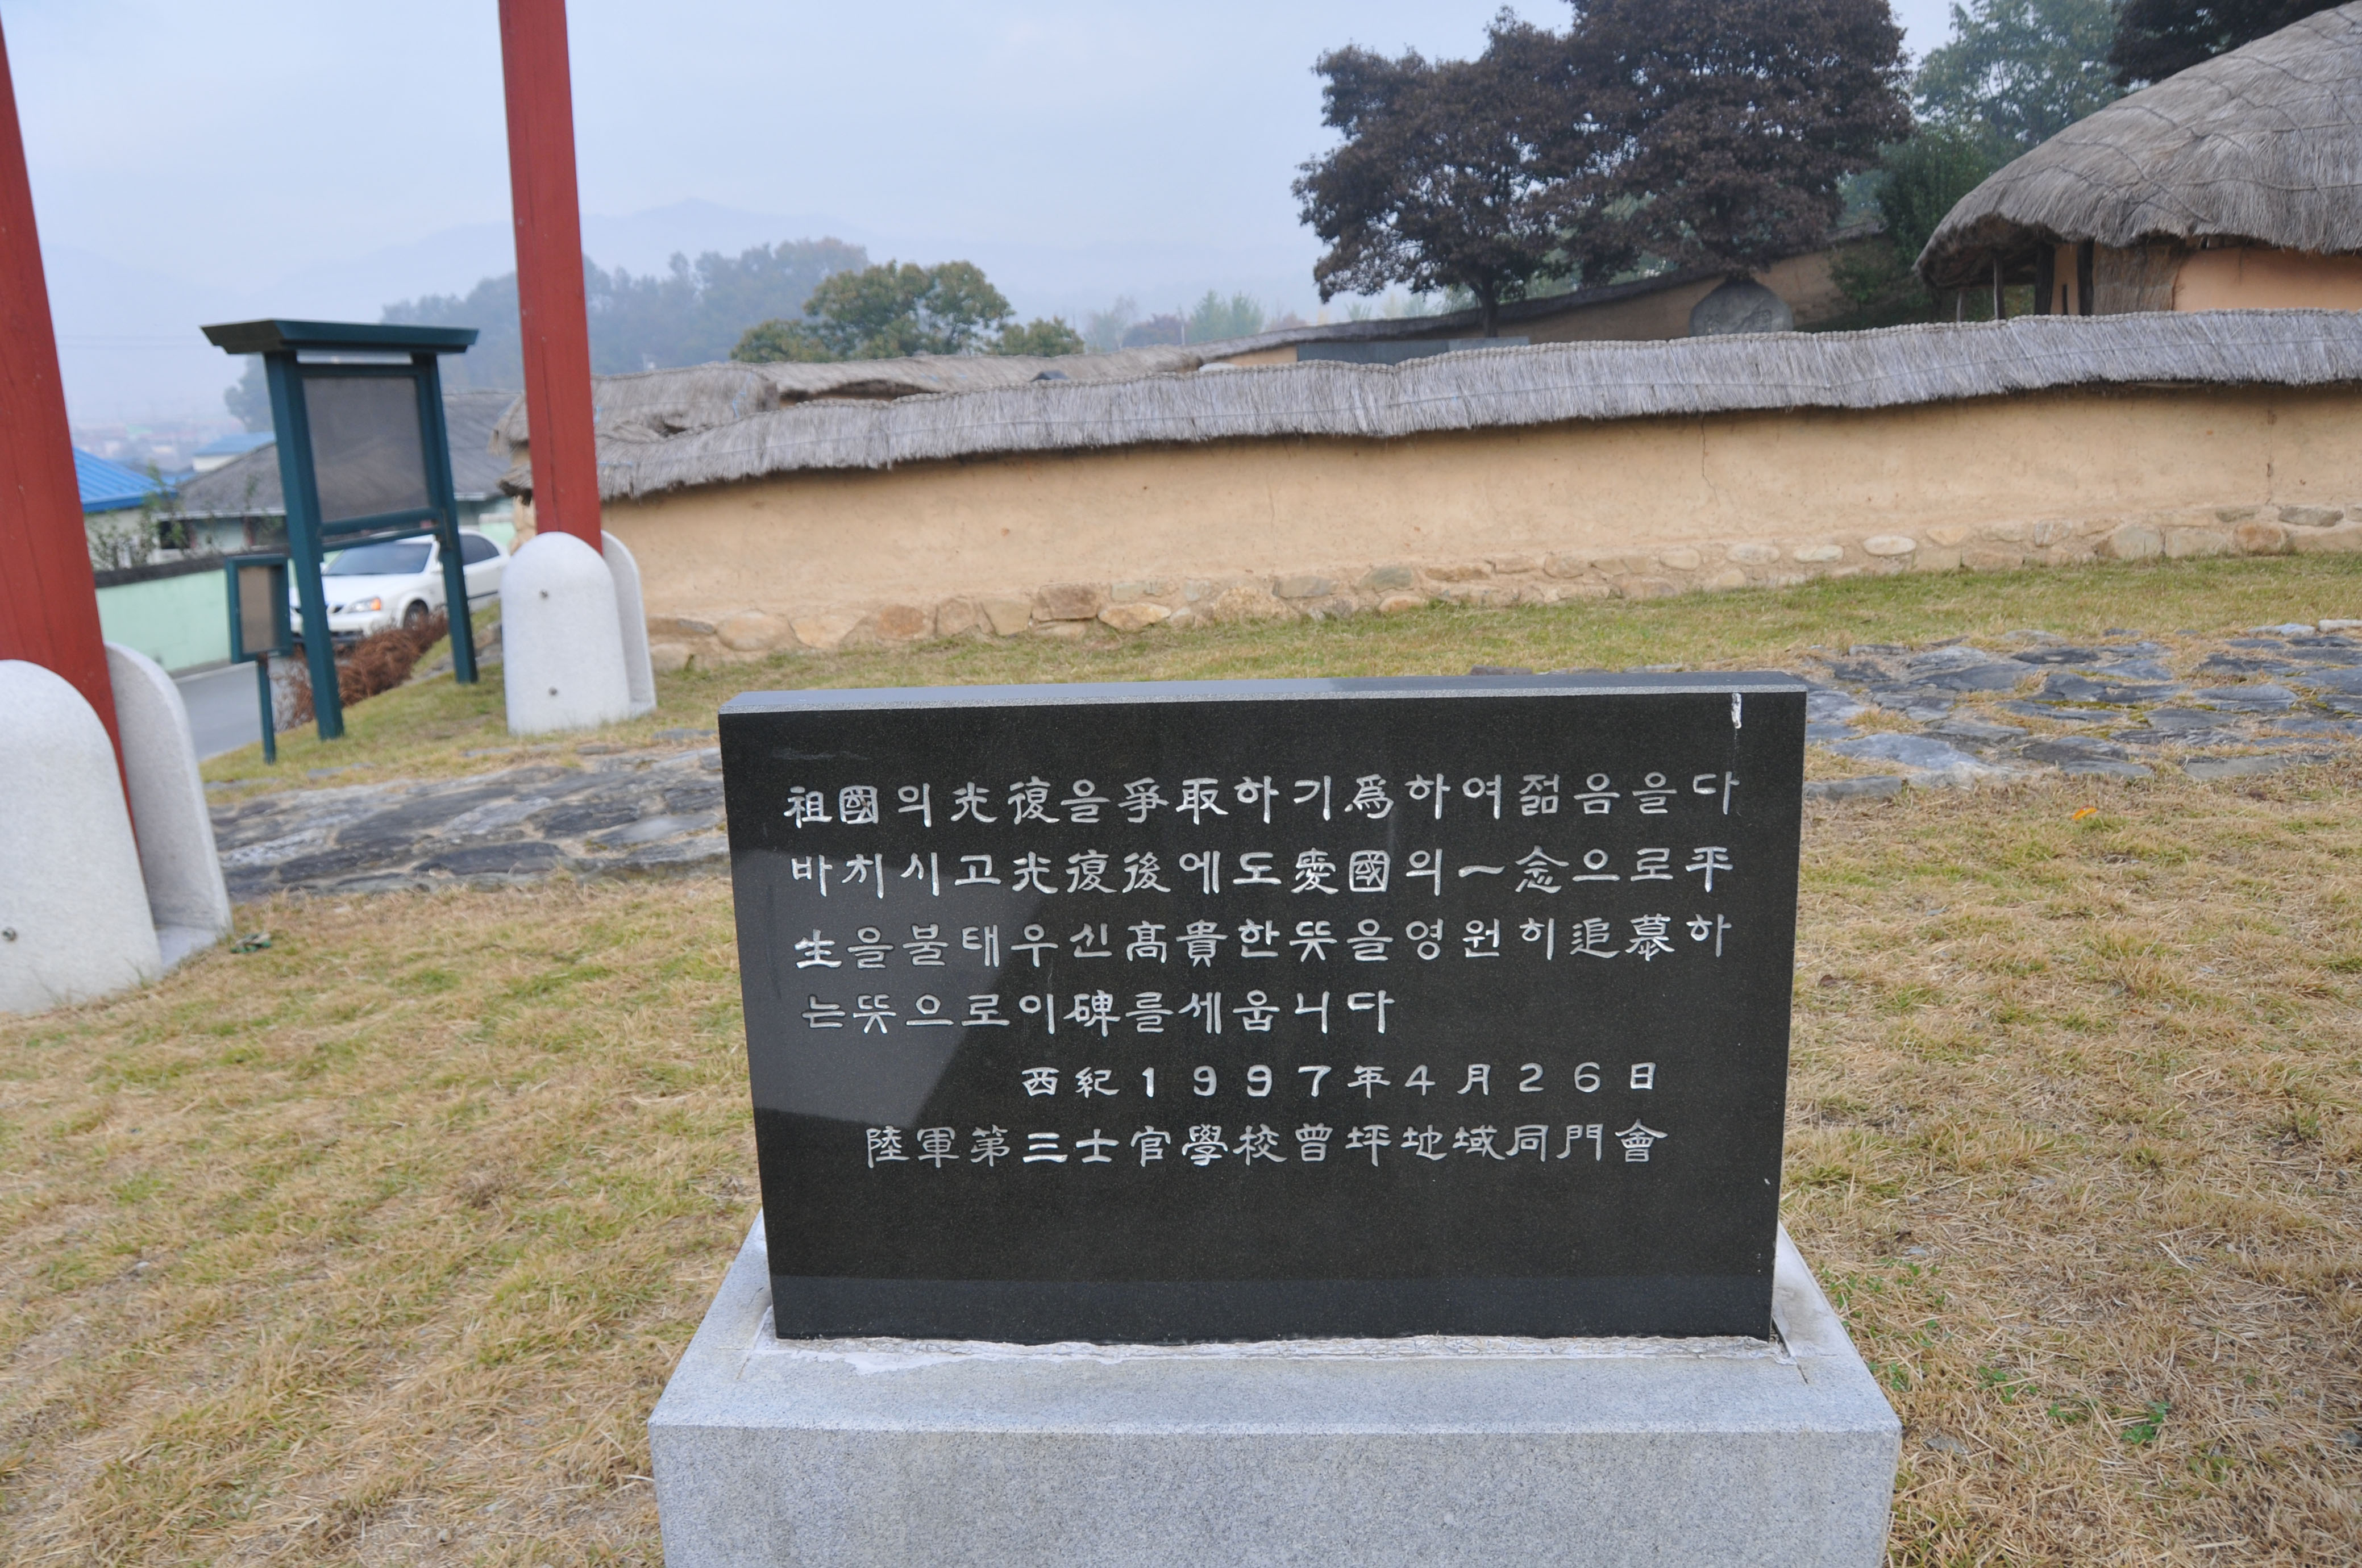 祖國의光復을爭取하기爲하여젊음을다
바치시고光復後에도愛國의一念으로平
生을불태우신高貴한뜻을영원히追慕하
는뜻으로이碑를세웁니다
西紀1997年4月26日
陸軍第三士官學校曾坪地域同門會